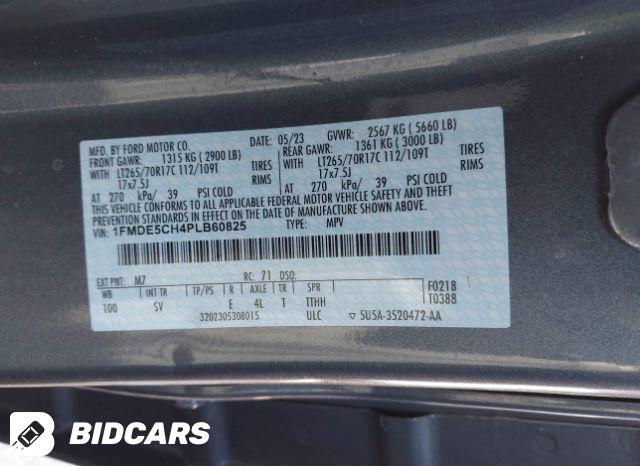 MFD. BY FORD MOTOR CO. DATE: 05/23 GVWR: 2567 KG ( 5660 LB)
FRONT GAWR: 1315 KG ( 2900 LB) REAR GAWR: 1361 KG ( 3000 LB)
WITH LT265/70R17C 112/109T TIRES WITH LT265/70R17C 112/109T TIRES
17x7.5J RIMS 17x7.5J RIMS
AT 270 kPa/ 39 PSI COLD AT 270 kPa/ 39 PSI COLD
THIS VEHICLE CONFORMS TO ALL APPLICABLE FEDERAL MOTOR VEHICLE SAFETY AND THEFT
PREVENTION STANDARDS IN EFFECT ON THE DATE OF MANUFACTURE SHOWN ABOVE.
VIN: 1FMDE5CH4PLB60825 TYPE: MPV
EXT PNT: M7 RC: 71 DSO:
WB INT TR TP/PS R AXLE TR SPR F0218
100 SV E 4L T TTHH T0388
3202305308015 ULC ▽ SU5A-3520472-AA
BIDCARS